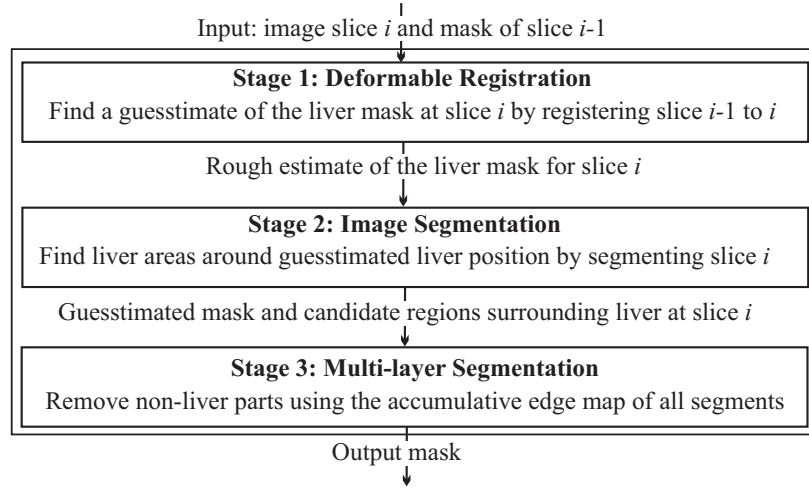 Input: image slice i and mask of slice i-1
Stage 1: Deformable Registration
Find a guesstimate of the liver mask at slice i by registering slice i-1 to i
Rough estimate of the liver mask for slice i
Stage 2: Image Segmentation
Find liver areas around guesstimated liver position by segmenting slice i
Guesstimated mask and candidate regions surrounding liver at slice i
Stage 3: Multi-layer Segmentation
Remove non-liver parts using the accumulative edge map of all segments
Output mask